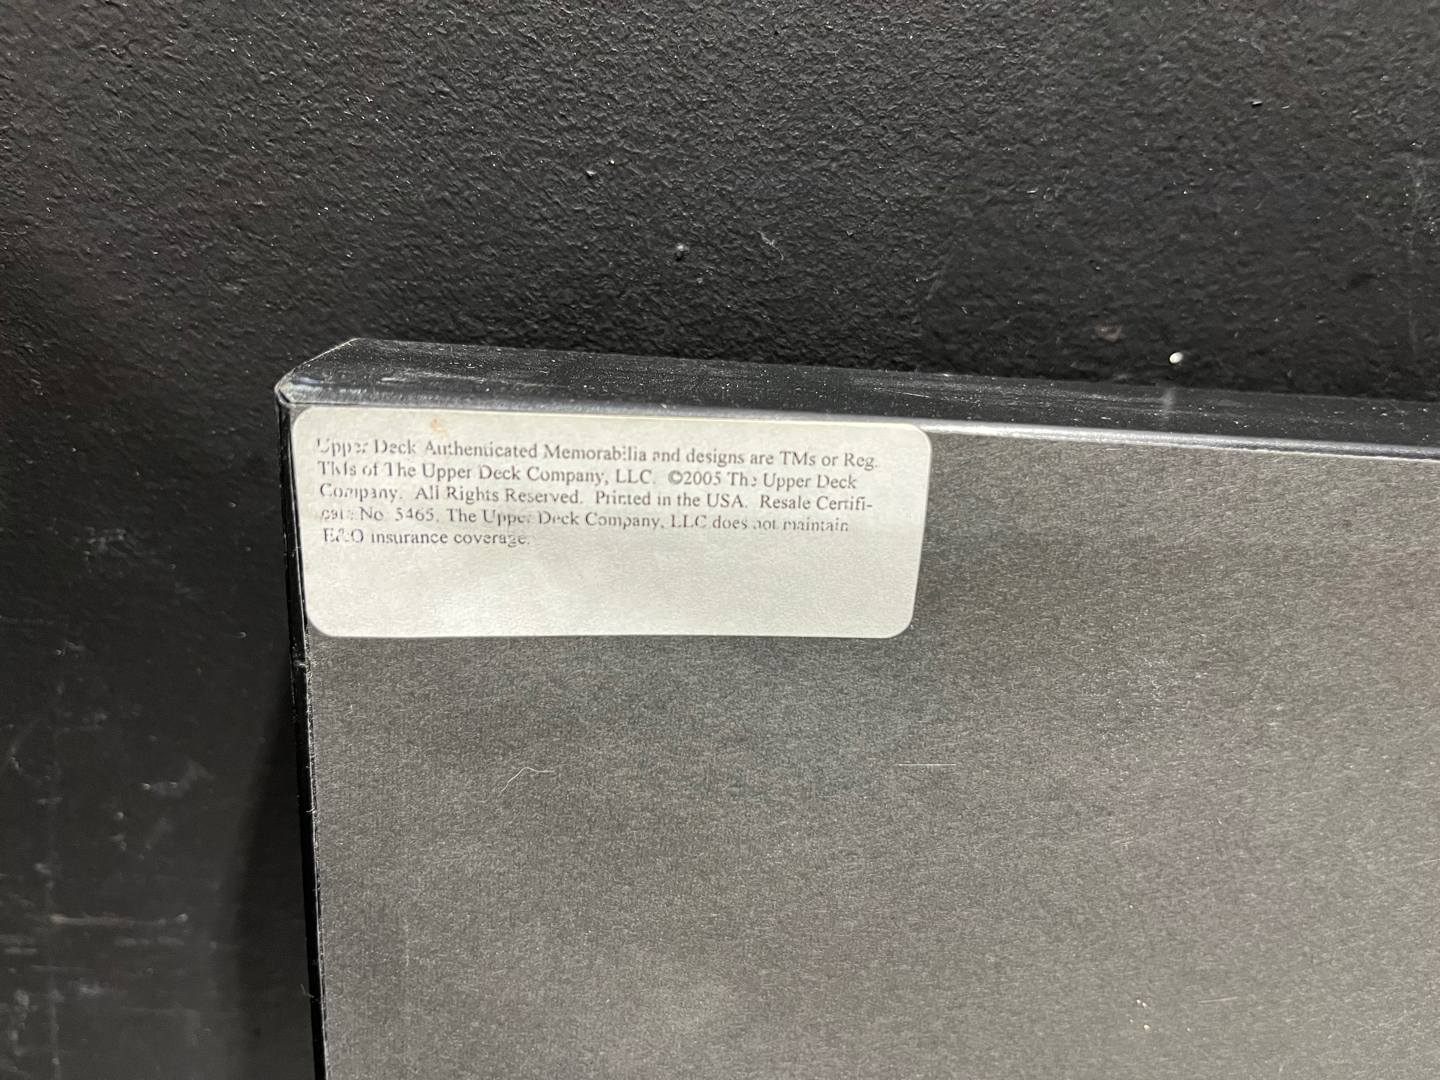 Upper Deck Authenticated Memorabilia and designs are TMs or Reg.
TMs of The Upper Deck Company, LLC. ©2005 The Upper Deck
Company. All Rights Reserved. Printed in the USA. Resale Certifi-
cate No. 5465. The Upper Deck Company, LLC does not maintain
E&O insurance coverage.